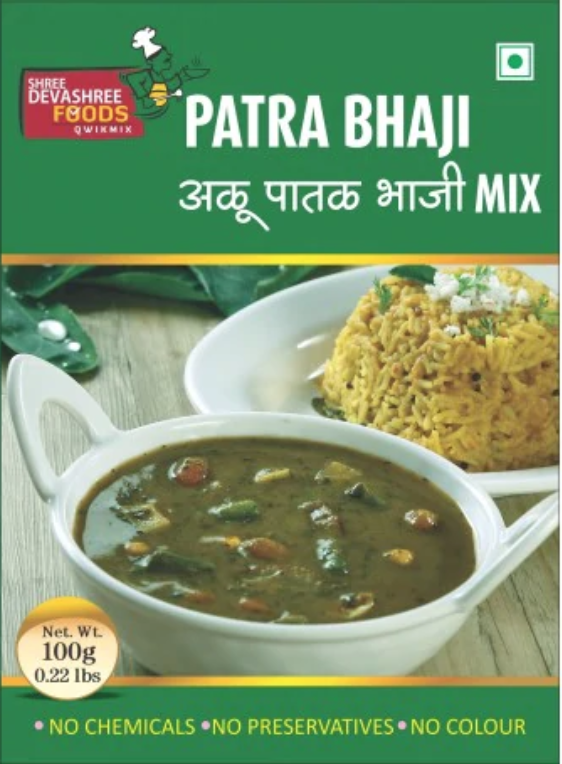 SHREE
DEVASHREE
FOODS
QWIKMIX
PATRA BHAJI
अळू पातळ भाजी MIX
Net. Wt.
100g
0.22 lbs
• NO CHEMICALS • NO PRESERVATIVES • NO COLOUR